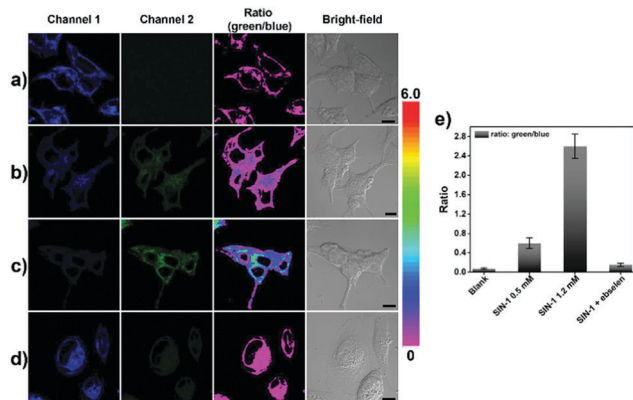 Channel 1 Channel 2 Ratio (green/blue) Bright-field
a)
b)
c)
d)
6.0
0
e)
ratio: green/blue
Ratio
2.8
2.4
2.0
1.6
1.2
0.8
0.4
0.0
Blank
SIN-1 0.5 mM
SIN-1 1.2 mM
SIN-1 + ebselen